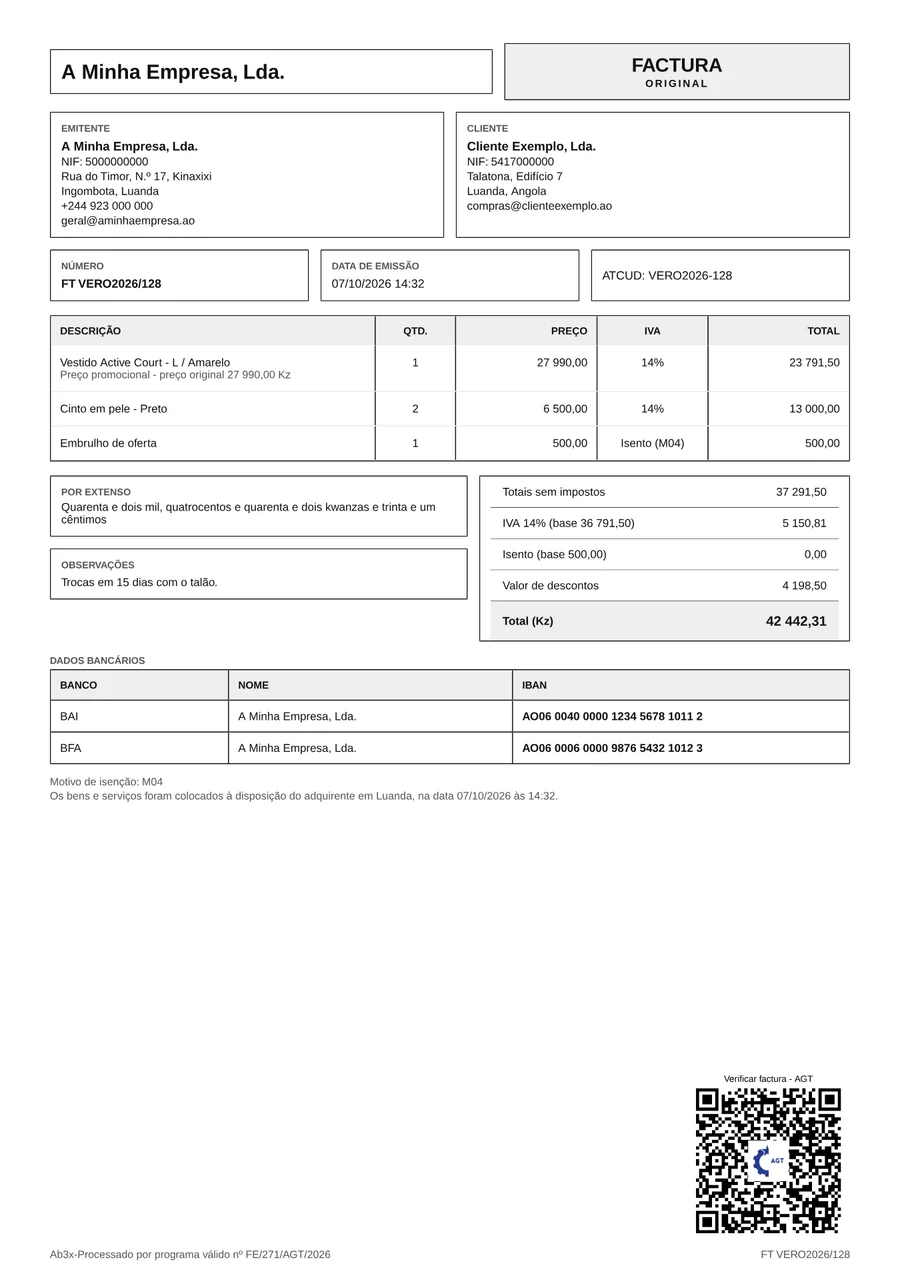 A Minha Empresa, Lda.
FACTURA
ORIGINAL
EMITENTE
A Minha Empresa, Lda.
NIF: 5000000000
Rua do Timor, N.º 17, Kinaxixi
Ingombota, Luanda
+244 923 000 000
geral@aminhaempresa.ao
CLIENTE
Cliente Exemplo, Lda.
NIF: 5417000000
Talatona, Edifício 7
Luanda, Angola
compras@clienteexemplo.ao
NÚMERO
FT VERO2026/128
DATA DE EMISSÃO
07/10/2026 14:32
ATCUD: VERO2026-128
DESCRIÇÃO QTD. PREÇO IVA TOTAL
Vestido Active Court - L / Amarelo 1 27 990,00 14% 23 791,50
Preço promocional - preço original 27 990,00 Kz
Cinto em pele - Preto 2 6 500,00 14% 13 000,00
Embrulho de oferta 1 500,00 Isento (M04) 500,00
POR EXTENSO
Quarenta e dois mil, quatrocentos e quarenta e dois kwanzas e trinta e um
cêntimos
OBSERVAÇÕES
Trocas em 15 dias com o talão.
Totais sem impostos 37 291,50
IVA 14% (base 36 791,50) 5 150,81
Isento (base 500,00) 0,00
Valor de descontos 4 198,50
Total (Kz) 42 442,31
DADOS BANCÁRIOS
BANCO NOME IBAN
BAI A Minha Empresa, Lda. AO06 0040 0000 1234 5678 1011 2
BFA A Minha Empresa, Lda. AO06 0006 0000 9876 5432 1012 3
Motivo de isenção: M04
Os bens e serviços foram colocados à disposição do adquirente em Luanda, na data 07/10/2026 às 14:32.
Verificar factura - AGT
AGT
Ab3x-Processado por programa válido nº FE/271/AGT/2026 FT VERO2026/128